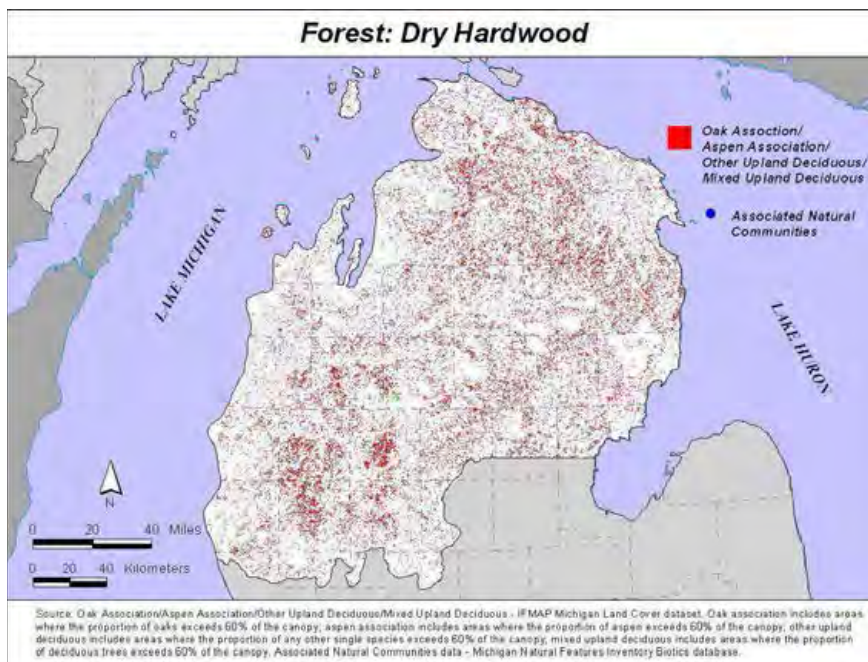 Forest: Dry Hardwood
Oak Assoction/
Aspen Association/
Other Upland Deciduous/
Mixed Upland Deciduous
Associated Natural
Communities
LAKE MICHIGAN
LAKE HURON
N
0 20 40 Miles
0 20 40 Kilometers
Source: Oak Association/Aspen Association/Other Upland Deciduous/Mixed Upland Deciduous - IFMAP Michigan Land Cover dataset. Oak association includes areas
where the proportion of oaks exceeds 60% of the canopy; aspen association includes areas where the proportion of aspen exceeds 60% of the canopy; other upland
deciduous includes areas where the proportion of any other single species exceeds 60% of the canopy; mixed upland deciduous includes areas where the proportion
of deciduous trees exceeds 60% of the canopy. Associated Natural Communities data - Michigan Natural Features Inventory Biotics database.